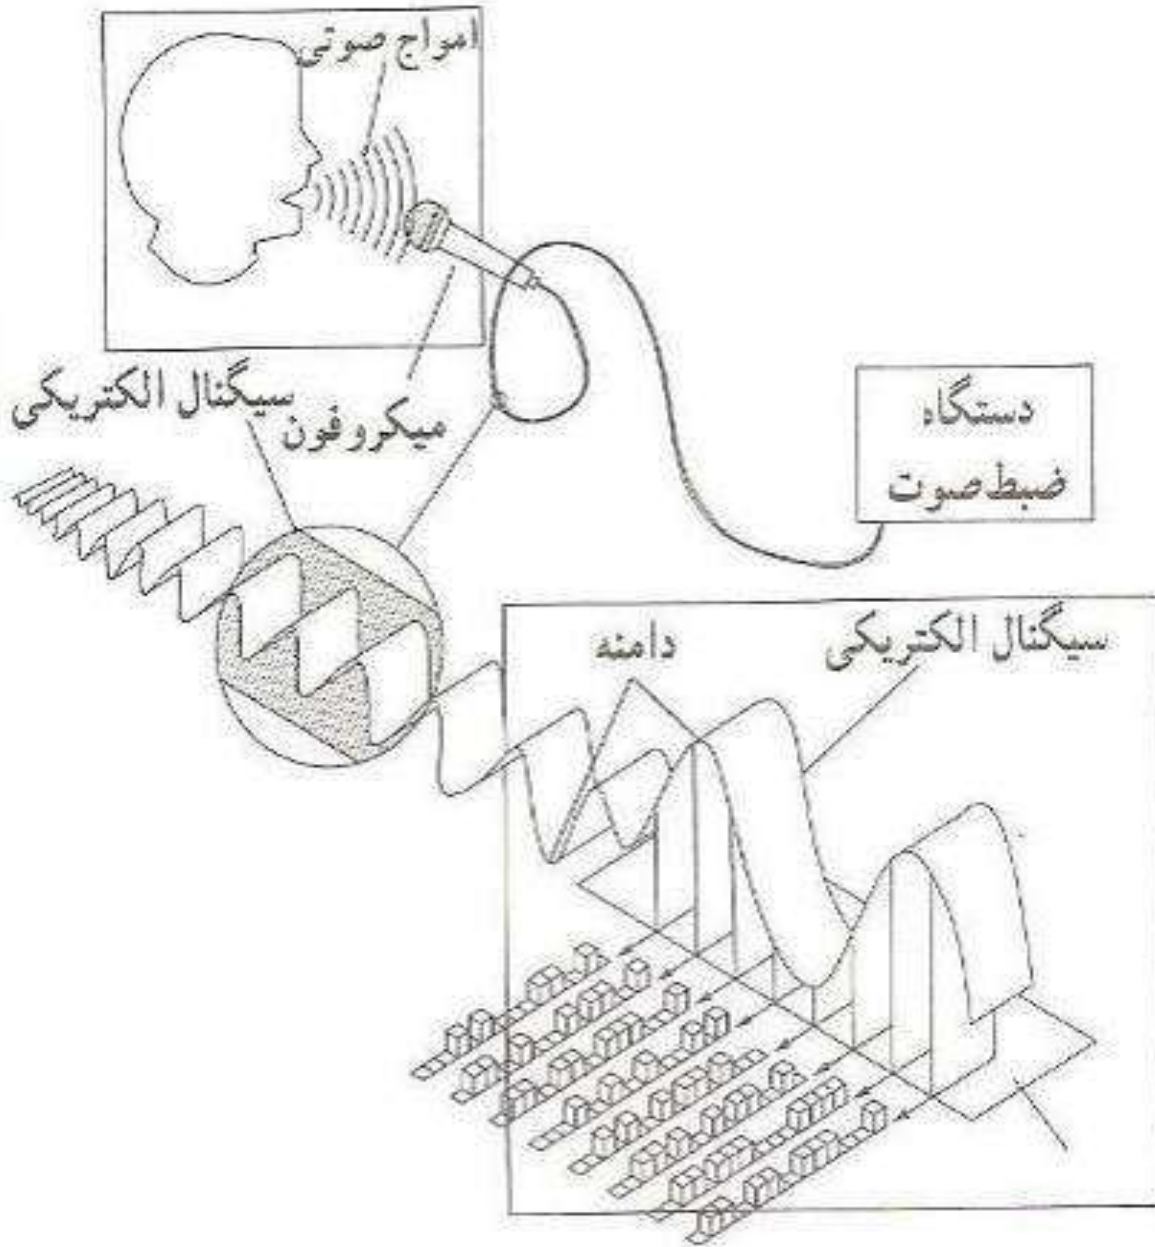 امواج صوتی
سیگنال الکتریکی
میکروفون
دستگاه
ضبط صوت
دامنه
سیگنال الکتریکی